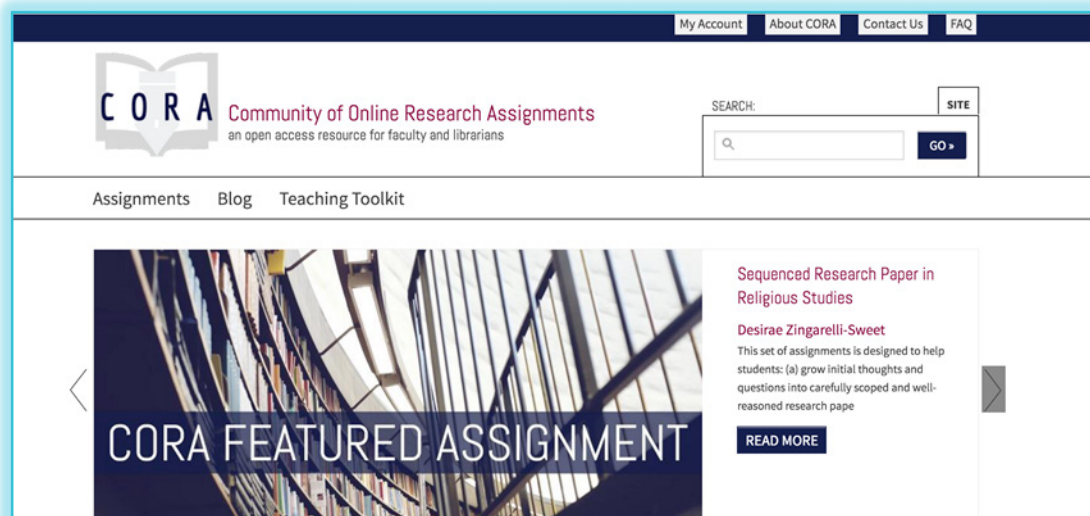 My Account About CORA Contact Us FAQ
CORA
Community of Online Research Assignments
an open access resource for faculty and librarians
SEARCH:
SITE
GO »
Assignments Blog Teaching Toolkit
CORA FEATURED ASSIGNMENT
Sequenced Research Paper in
Religious Studies
Desirae Zingarelli-Sweet
This set of assignments is designed to help
students: (a) grow initial thoughts and
questions into carefully scoped and well-
reasoned research pape
READ MORE